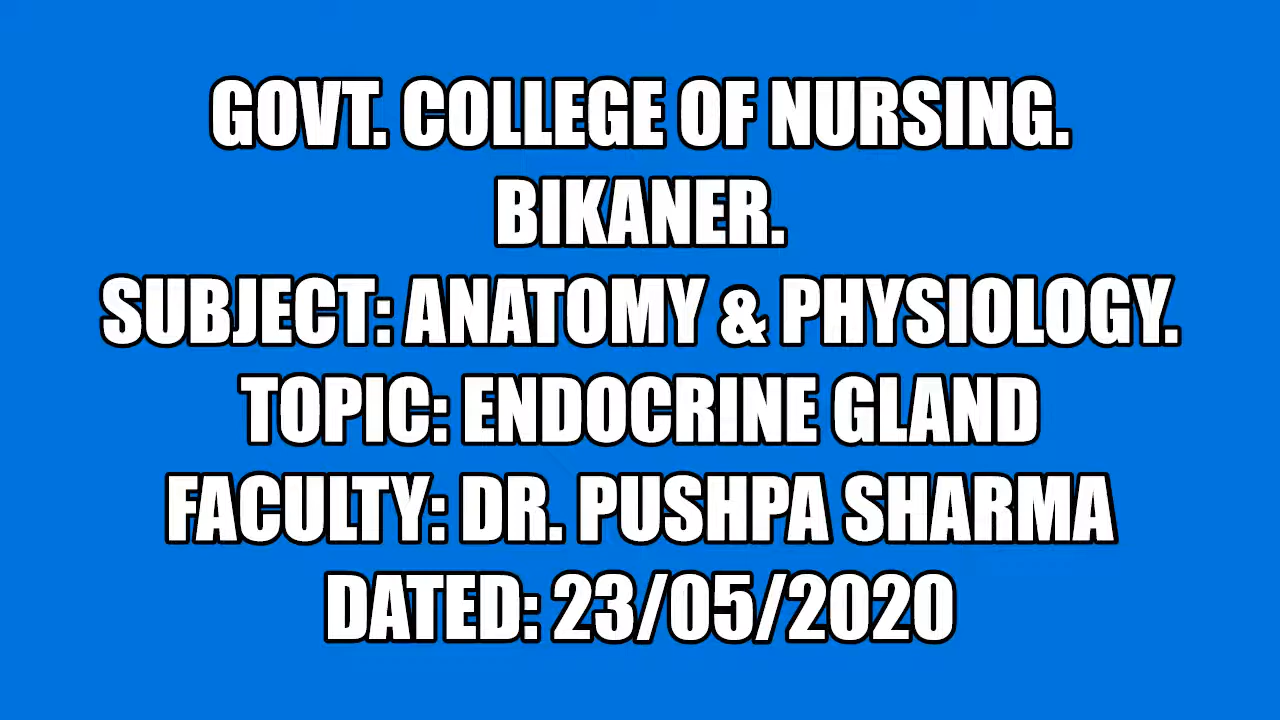 GOVT. COLLEGE OF NURSING.
BIKANER.
SUBJECT: ANATOMY & PHYSIOLOGY.
TOPIC: ENDOCRINE GLAND
FACULTY: DR. PUSHPA SHARMA
DATED: 23/05/2020